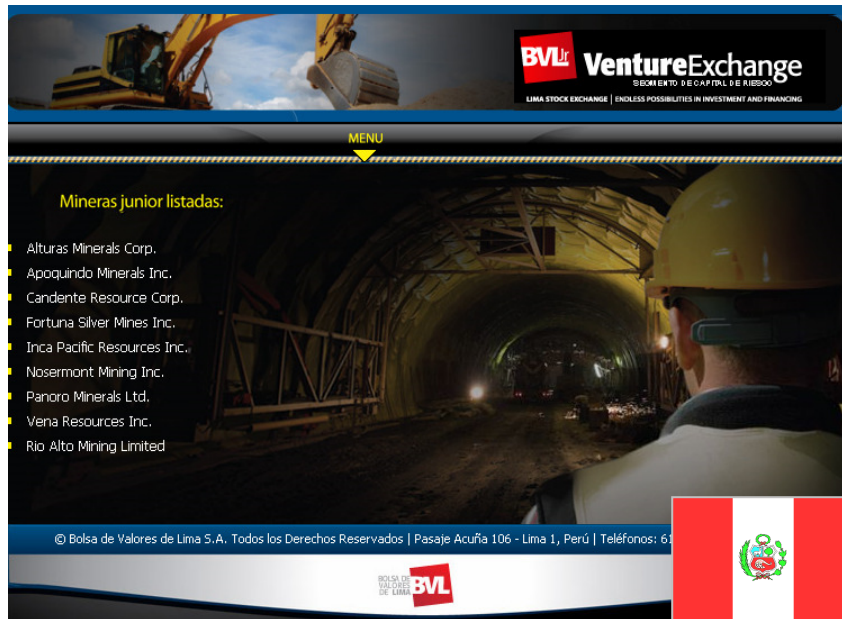 BVLJr VentureExchange
SEGMENTO DE CAPITAL DE RIESGO
LIMA STOCK EXCHANGE | ENDLESS POSSIBILITIES IN INVESTMENT AND FINANCING
MENU
Mineras junior listadas:
Alturas Minerals Corp.
Apoquindo Minerals Inc.
Candente Resource Corp.
Fortuna Silver Mines Inc.
Inca Pacific Resources Inc.
Nosermont Mining Inc.
Panoro Minerals Ltd.
Vena Resources Inc.
Rio Alto Mining Limited
© Bolsa de Valores de Lima S.A. Todos los Derechos Reservados | Pasaje Acuña 106 - Lima 1, Perú | Teléfonos: 61
BOLSA DE
VALORES
DE LIMA BVL